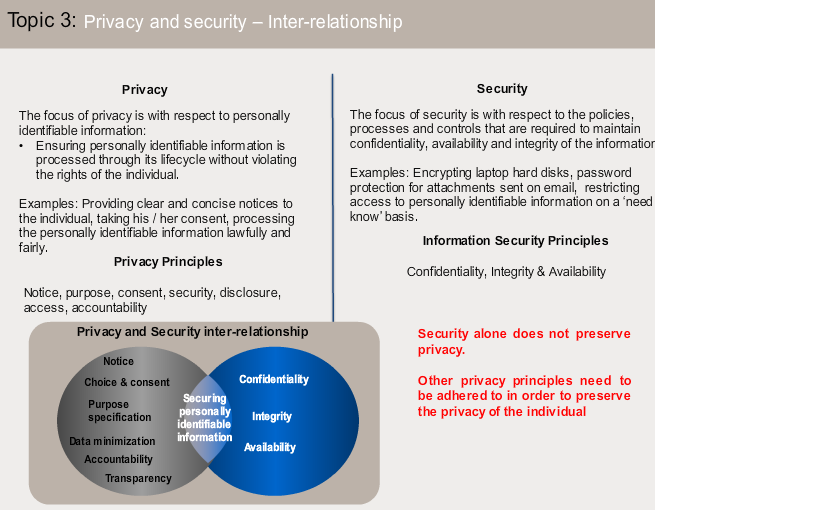 Topic 3: Privacy and security – Inter-relationship
Privacy
The focus of privacy is with respect to personally
identifiable information:
• Ensuring personally identifiable information is
processed through its lifecycle without violating
the rights of the individual.
Examples: Providing clear and concise notices to
the individual, taking his / her consent, processing
the personally identifiable information lawfully and
fairly.
Privacy Principles
Notice, purpose, consent, security, disclosure,
access, accountability
Security
The focus of security is with respect to the policies,
processes and controls that are required to maintain
confidentiality, availability and integrity of the information
Examples: Encrypting laptop hard disks, password
protection for attachments sent on email, restricting
access to personally identifiable information on a ‘need
know’ basis.
Information Security Principles
Confidentiality, Integrity & Availability
Privacy and Security inter-relationship
Notice
Choice & consent
Purpose
specification
Data minimization
Accountability
Transparency
Securing
personally
identifiable
information
Confidentiality
Integrity
Availability
Security alone does not preserve
privacy.
Other privacy principles need to
be adhered to in order to preserve
the privacy of the individual